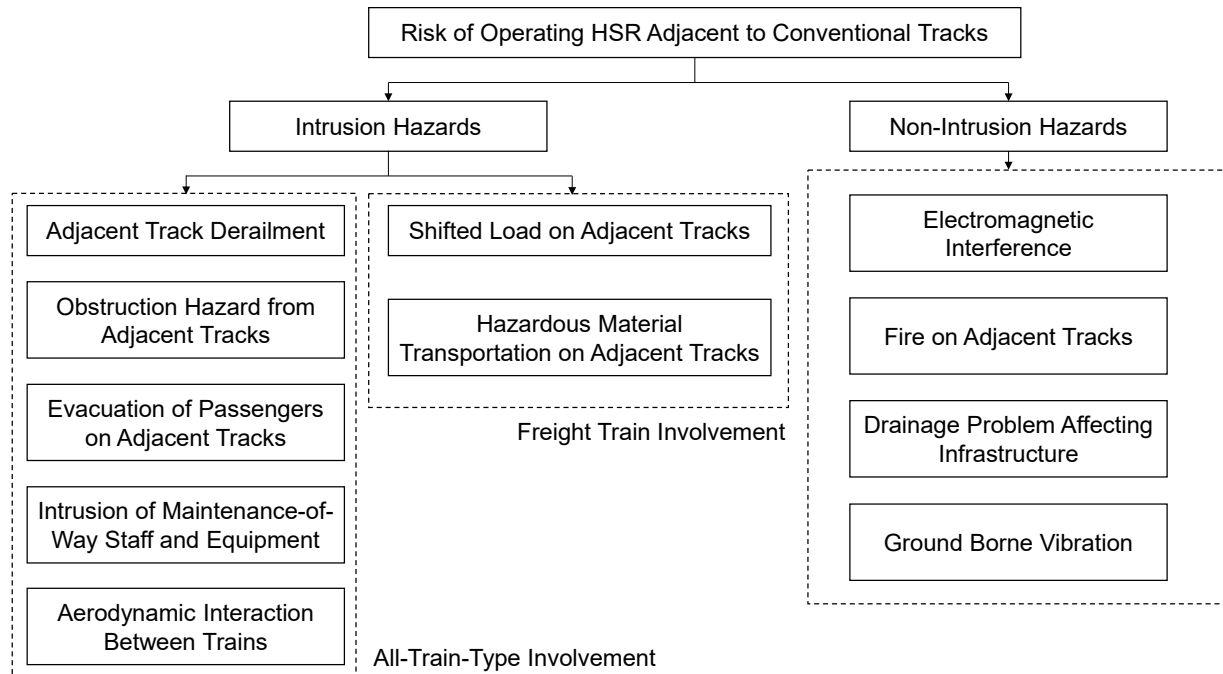 Risk of Operating HSR Adjacent to Conventional Tracks
Intrusion Hazards
Non-Intrusion Hazards
Adjacent Track Derailment
Obstruction Hazard from
Adjacent Tracks
Evacuation of Passengers
on Adjacent Tracks
Intrusion of Maintenance-of-
Way Staff and Equipment
Aerodynamic Interaction
Between Trains
All-Train-Type Involvement
Shifted Load on Adjacent Tracks
Hazardous Material
Transportation on Adjacent Tracks
Freight Train Involvement
Electromagnetic
Interference
Fire on Adjacent Tracks
Drainage Problem Affecting
Infrastructure
Ground Borne Vibration